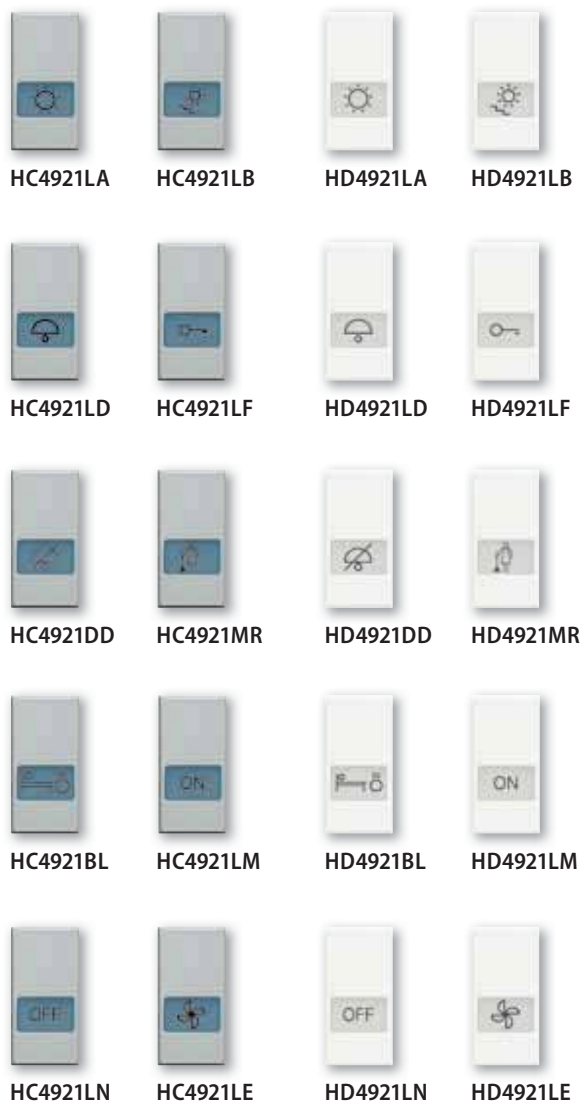 HC4921LA HC4921LB HD4921LA HD4921LB
HC4921LD HC4921LF HD4921LD HD4921LF
HC4921DD HC4921MR HD4921DD HD4921MR
ON ON
HC4921BL HC4921LM HD4921BL HD4921LM
OFF OFF
HC4921LN HC4921LE HD4921LN HD4921LE